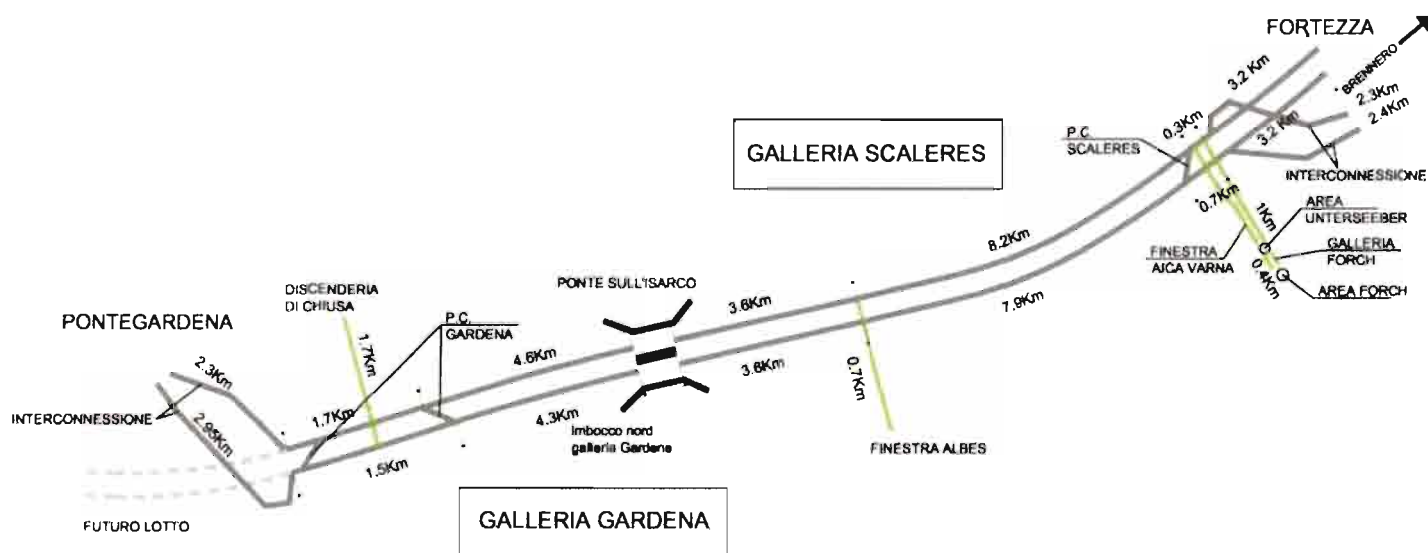 FORTEZZA
BRENNERO
3.2 Km
2.3Km
2.4Km
0.3Km
3.2 Km
P.C.
SCALERES
GALLERIA SCALERES
INTERCONNESSIONE
0.7Km
1Km
AREA
UNTERSEEBER
FINESTRA
AICA VARNA
GALLERIA
FORCH
0.4Km
AREA FORCH
8.2Km
7.9Km
PONTE SULL'ISARCO
3.6Km
3.6Km
0.7Km
FINESTRA ALBES
DISCENDERIA
DI CHIUSA
P.C.
GARDENA
PONTEGARDENA
1.7Km
4.6Km
2.3Km
INTERCONNESSIONE
1.7Km
4.3Km
2.95Km
1.5Km
Imbocco nord
galleria Gardena
FUTURO LOTTO
GALLERIA GARDENA